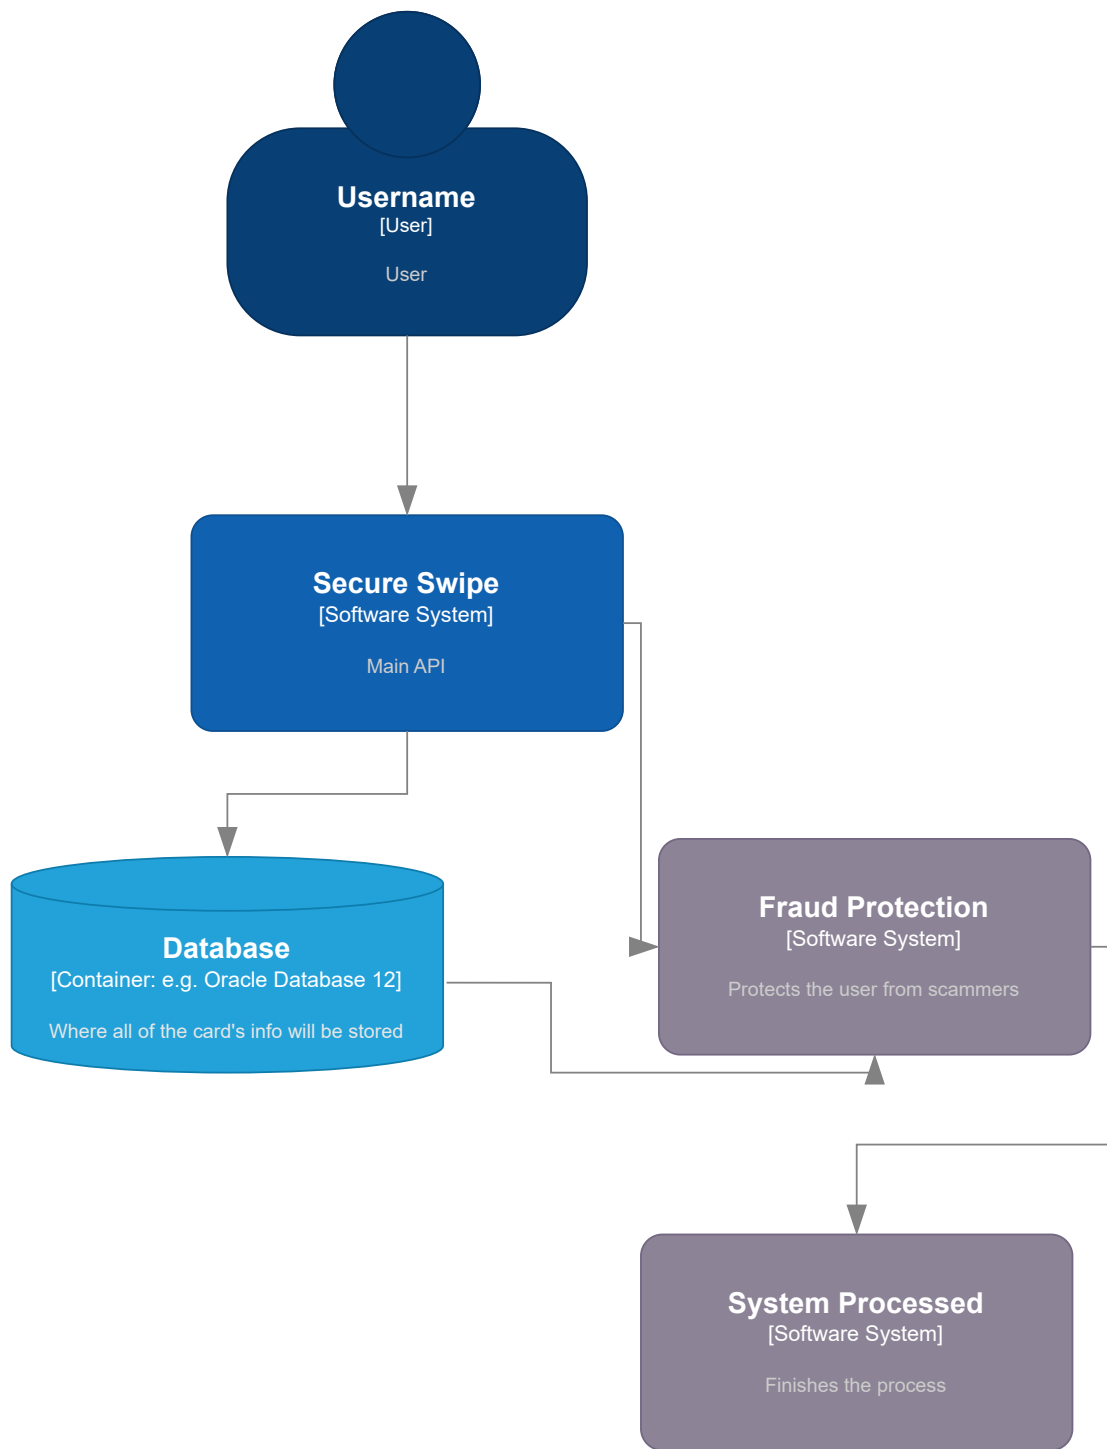 Username
[User]
User
Secure Swipe
[Software System]
Main API
Database
[Container: e.g. Oracle Database 12]
Where all of the card's info will be stored
Fraud Protection
[Software System]
Protects the user from scammers
System Processed
[Software System]
Finishes the process